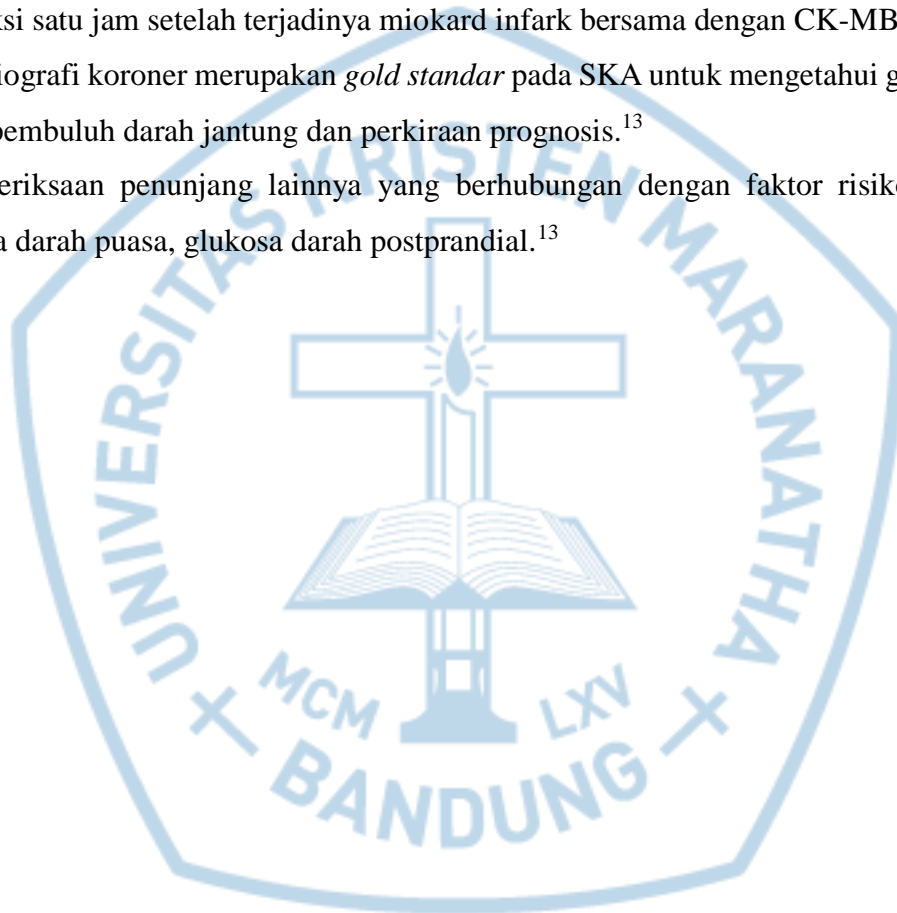 ksi satu jam setelah terjadinya miokard infark bersama dengan CK-MB
iografi koroner merupakan gold standar pada SKA untuk mengetahui g
pembuluh darah jantung dan perkiraan prognosis.13
eriksaan penunjang lainnya yang berhubungan dengan faktor risiko
a darah puasa, glukosa darah postprandial.13
UNIVERSITAS KRISTEN MARANATHA
MCM LXV
BANDUNG